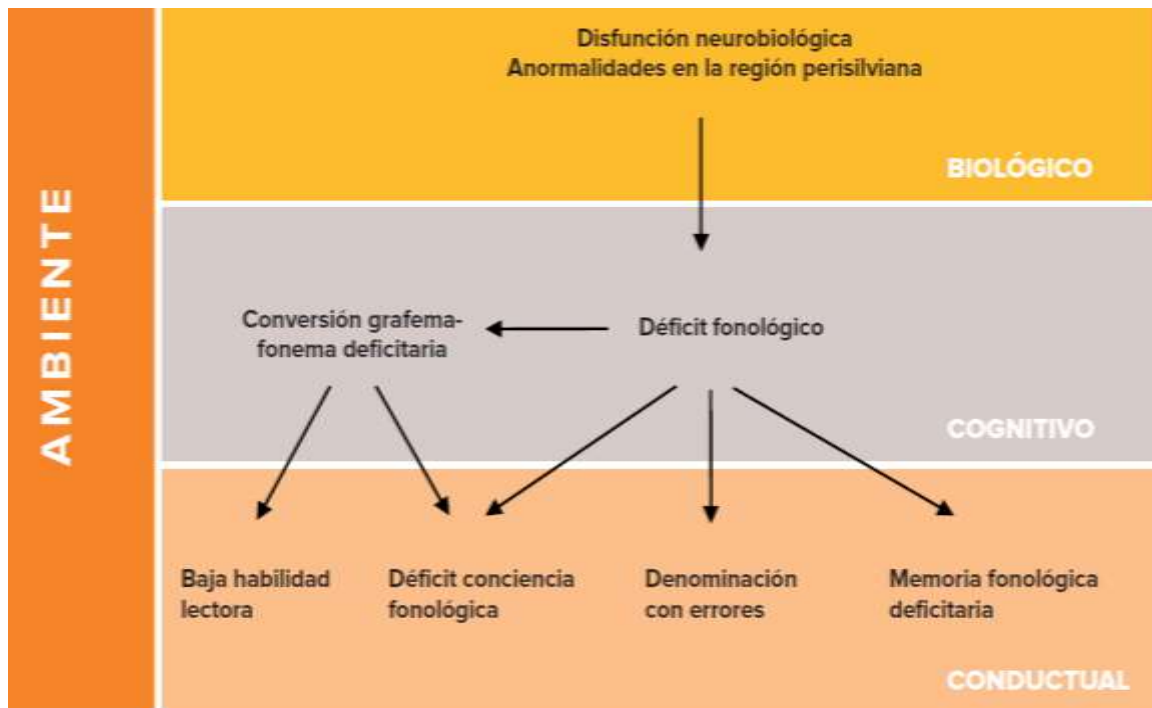 AMBIENTE
Disfunción neurobiológica
Anormalidades en la región perisilviana
BIOLÓGICO
Conversión grafema-
fonema deficitaria
Déficit fonológico
COGNITIVO
Baja habilidad
lectora
Déficit conciencia
fonológica
Denominación
con errores
Memoria fonológica
deficitaria
CONDUCTUAL